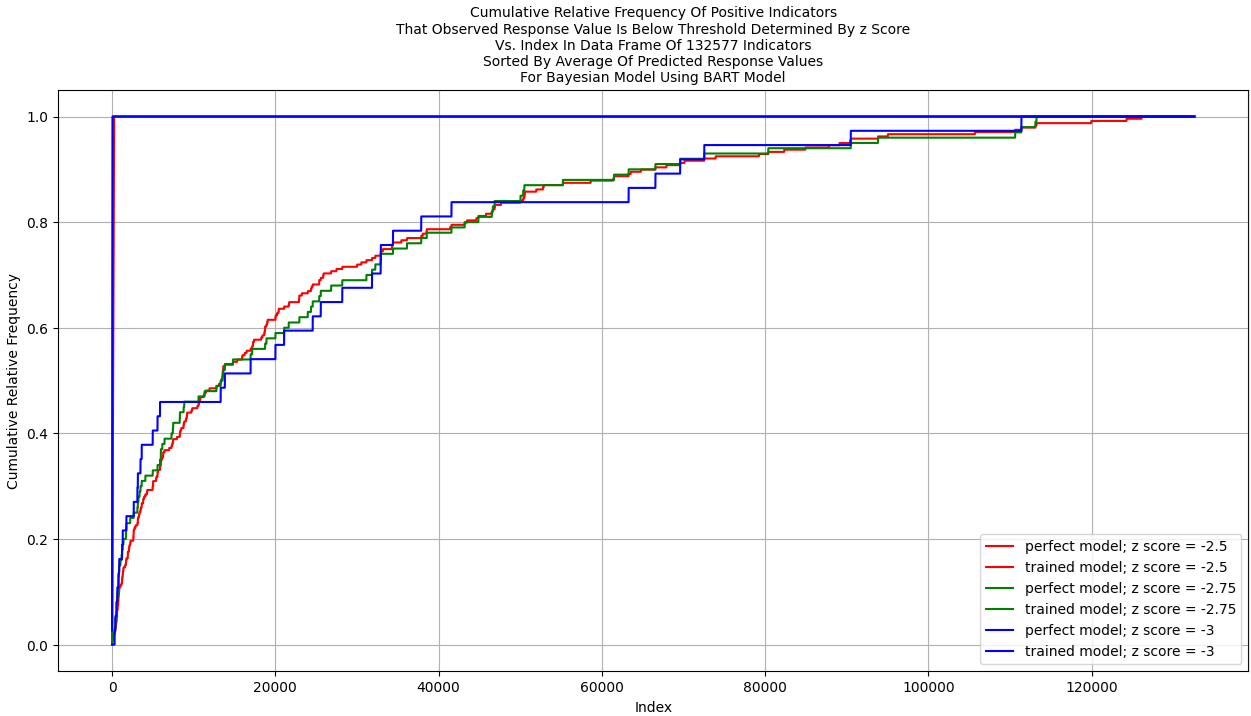 Cumulative Relative Frequency Of Positive Indicators
That Observed Response Value Is Below Threshold Determined By z Score
Vs. Index In Data Frame Of 132577 Indicators
Sorted By Average Of Predicted Response Values
For Bayesian Model Using BART Model
1.0
0.8
0.6
0.4
0.2
0.0
Cumulative Relative Frequency
perfect model; z score = -2.5
trained model; z score = -2.5
perfect model; z score = -2.75
trained model; z score = -2.75
perfect model; z score = -3
trained model; z score = -3
0 20000 40000 60000 80000 100000 120000
Index